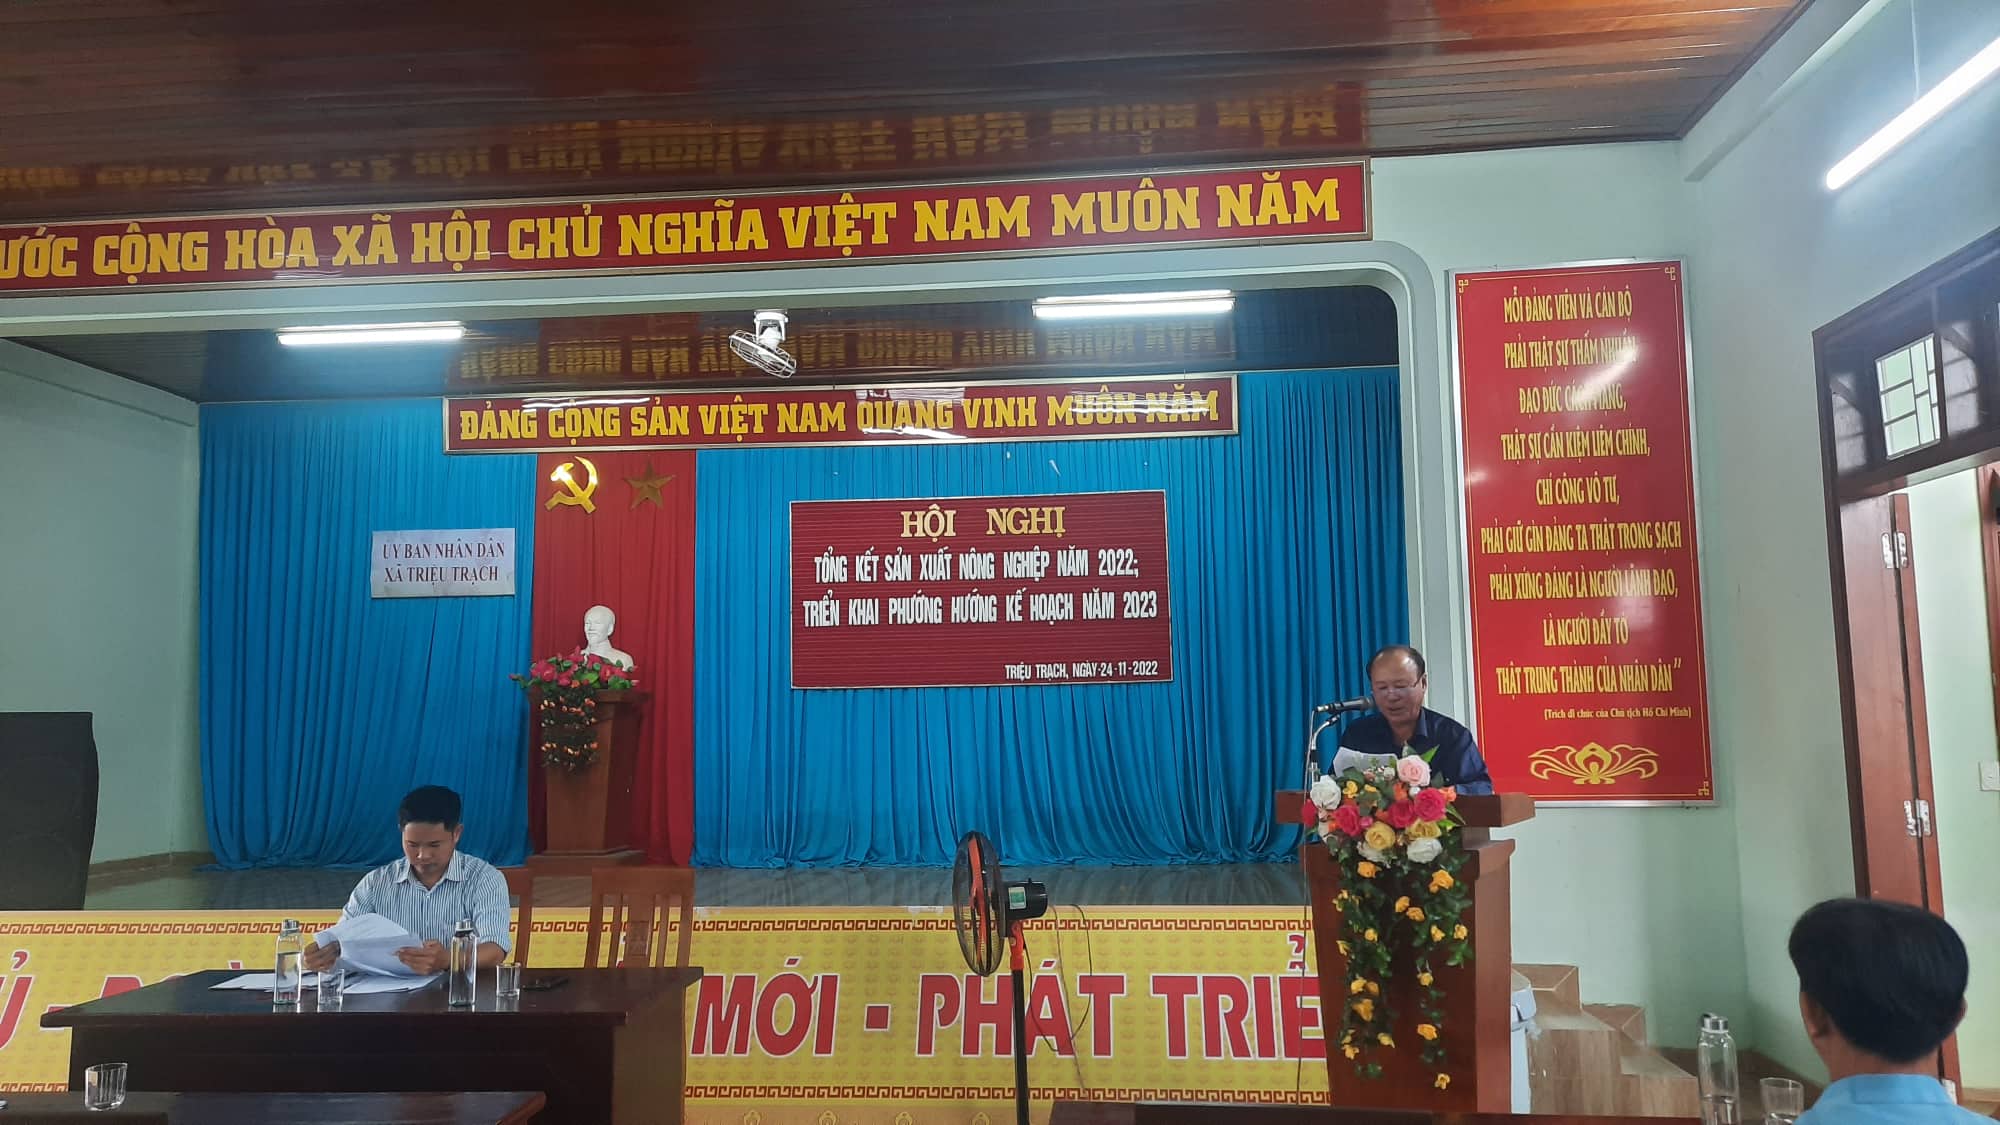 ƯỚC CỘNG HÒA XÃ HỘI CHỦ NGHĨA VIỆT NAM MUÔN NĂM
ĐẢNG CỘNG SẢN VIỆT NAM QUANG VINH MUÔN NĂM
UY BAN NHÂN DÂN
XÃ TRIỆU TRẠCH
HỘI NGHỊ
TỔNG KẾT SẢN XUẤT NÔNG NGHIỆP NĂM 2022;
TRIỂN KHAI PHƯỚNG HƯỚNG KẾ HOẠCH NĂM 2023
TRIỆU TRẠCH, NGÀY-24-11-2022
MỖI ĐẢNG VIÊN VÀ CÁN BỘ
PHẢI THẬT SỰ THẤM NHUẦN
ĐẠO ĐỨC CÁCH MẠNG,
THẬT SỰ CẦN KIỆM LIÊM CHÍNH,
CHÍ CÔNG VÔ TƯ,
PHẢI GIỮ GÌN ĐẢNG TA THẬT TRONG SẠCH
PHẢI XỨNG ĐÁNG LÀ NGƯỜI LÃNH ĐẠO,
LÀ NGƯỜI ĐẦY TỚ
THẬT TRUNG THÀNH CỦA NHÂN DÂN”
(Trích di chúc của Chủ tịch Hồ Chí Minh)
MỚI - PHÁT TRIỂ